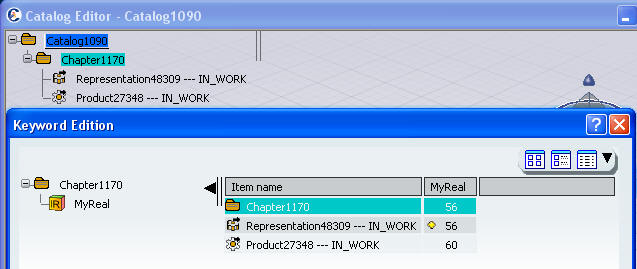 Catalog Editor - Catalog1090
Catalog1090
Chapter1170
Representation48309 --- IN_WORK
Product27348 --- IN_WORK
Keyword Edition
Chapter1170
MyReal
Item name MyReal
Chapter1170 56
Representation48309 --- IN_WORK 56
Product27348 --- IN_WORK 60